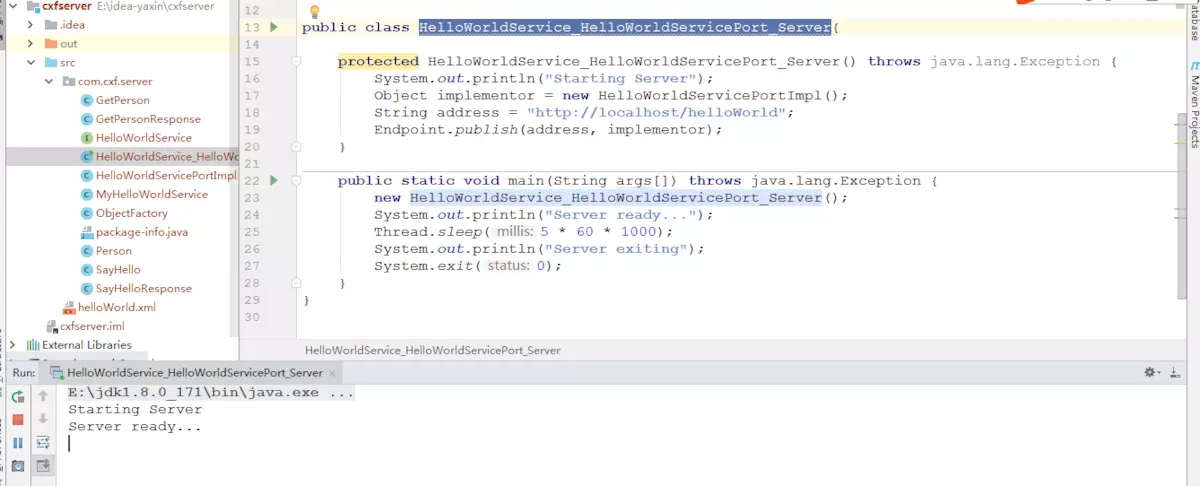 cxfserver E:\idea-yaxin\cxfserver
.idea
out
src
com.cxf.server
GetPerson
GetPersonResponse
HelloWorldService
HelloWorldService_HelloWo
HelloWorldServicePortImpl
MyHelloWorldService
ObjectFactory
package-info.java
Person
SayHello
SayHelloResponse
helloWorld.xml
cxfserver.iml
External Libraries
12
13 public class HelloWorldService_HelloWorldServicePort_Server{
14
15 protected HelloWorldService_HelloWorldServicePort_Server() throws java.lang.Exception {
16 System.out.println("Starting Server");
17 Object implementor = new HelloWorldServicePortImpl();
18 String address = "http://localhost/helloWorld";
19 Endpoint.publish(address, implementor);
20 }
21
22 public static void main(String args[]) throws java.lang.Exception {
23 new HelloWorldService_HelloWorldServicePort_Server();
24 System.out.println("Server ready...");
25 Thread.sleep( millis: 5 * 60 * 1000);
26 System.out.println("Server exiting");
27 System.exit( status: 0);
28 }
29 }
30
HelloWorldService_HelloWorldServicePort_Server
atabase
Maven Projects
Run: HelloWorldService_HelloWorldServicePort_Server
E:\jdk1.8.0_171\bin\java.exe ...
Starting Server
Server ready...